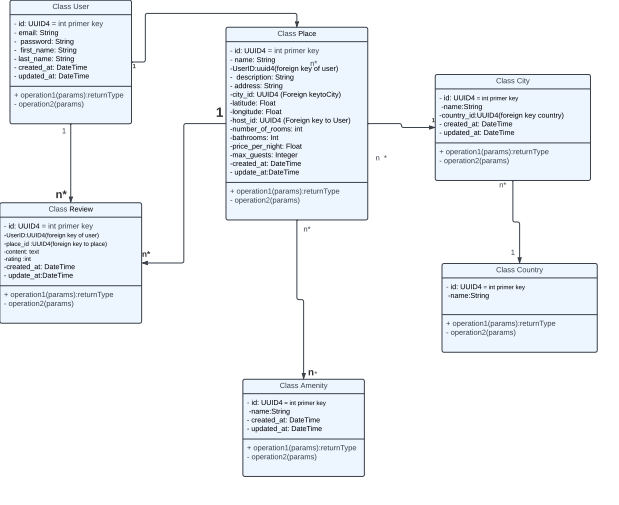 Class User
- id: UUID4 = int primer key
- email: String
- password: String
- first_name: String
- last_name: String
- created_at: DateTime
- updated_at: DateTime
+ operation1(params):returnType
- operation2(params)
1
1
n*
Class Place
- id: UUID4 = int primer key
- name: String
n*
-UserID:uuid4(foreign key of user)
- description: String
- address: String
-city_id: UUID4 (Foreign keytoCity)
-latitude: Float
-longitude: Float
-host_id: UUID4 (Foreign key to User)
-number_of_rooms: int
-bathrooms: Int
-price_per_night: Float
-max_guests: Integer
-created_at: DateTime
- update_at:DateTime
+ operation1(params):returnType
- operation2(params)
1
n *
1
n*
Class City
- id: UUID4 = int primer key
-name:String
-country_id:UUID4(foreign key country)
- created_at: DateTime
- updated_at: DateTime
+ operation1(params):returnType
- operation2(params)
n*
1
Class Review
- id: UUID4 = int primer key
-UserID:UUID4(foreign key of user)
-place_id :UUID4(foreign key to place)
-content: text
-rating :int
-created_at: DateTime
- update_at:DateTime
+ operation1(params):returnType
- operation2(params)
n*
Class Country
- id: UUID4 = int primer key
-name:String
+ operation1(params):returnType
- operation2(params)
n*
Class Amenity
- id: UUID4 = int primer key
-name:String
- created_at: DateTime
- updated_at: DateTime
+ operation1(params):returnType
- operation2(params)